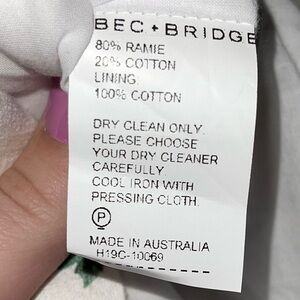 BEC + BRIDGE
80% RAMIE
20% COTTON
LINING:
100% COTTON
DRY CLEAN ONLY.
PLEASE CHOOSE
YOUR DRY CLEANER
CAREFULLY.
COOL IRON WITH
PRESSING CLOTH.
P
MADE IN AUSTRALIA
H19C-10069